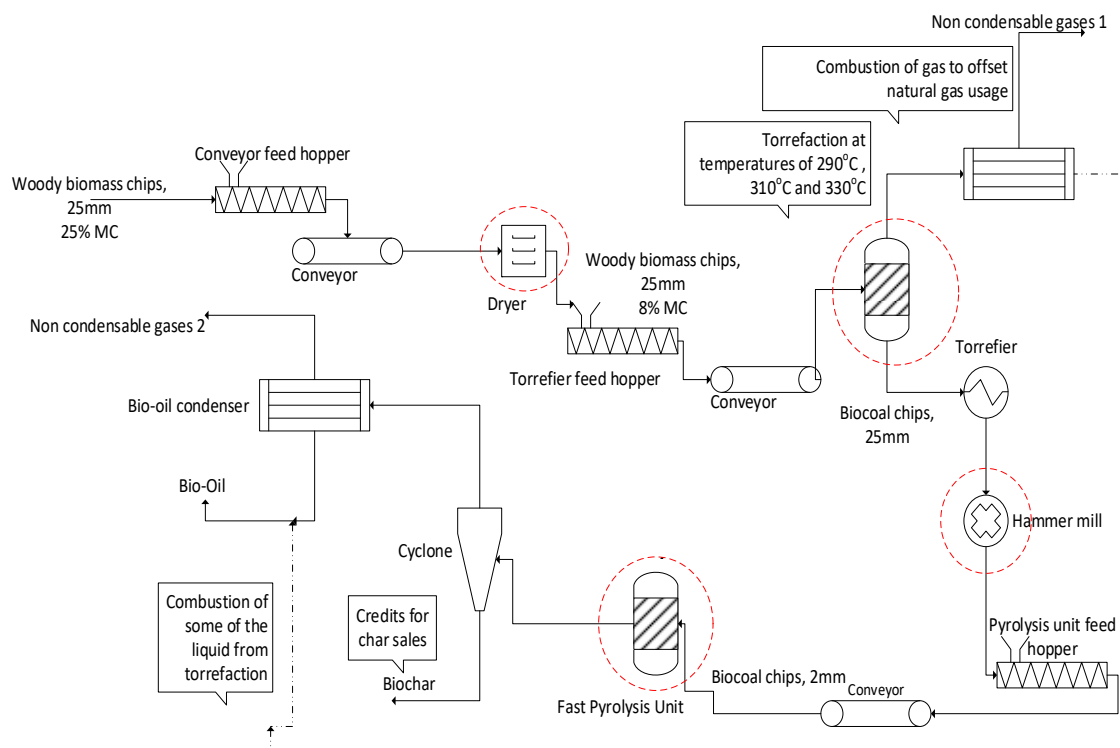 Non condensable gases 1
Combustion of gas to offset
natural gas usage
Torrefaction at
temperatures of 290°C ,
310°C and 330°C
Conveyor feed hopper
Woody biomass chips,
25mm
25% MC
Conveyor
Dryer
Woody biomass chips,
25mm
8% MC
Torrefier feed hopper
Conveyor
Torrefier
Biocoal chips,
25mm
Non condensable gases 2
Bio-oil condenser
Bio-Oil
Hammer mill
Cyclone
Combustion of
some of the
liquid from
torrefaction
Credits for
char sales
Biochar
Fast Pyrolysis Unit
Biocoal chips, 2mm
Conveyor
Pyrolysis unit feed
hopper